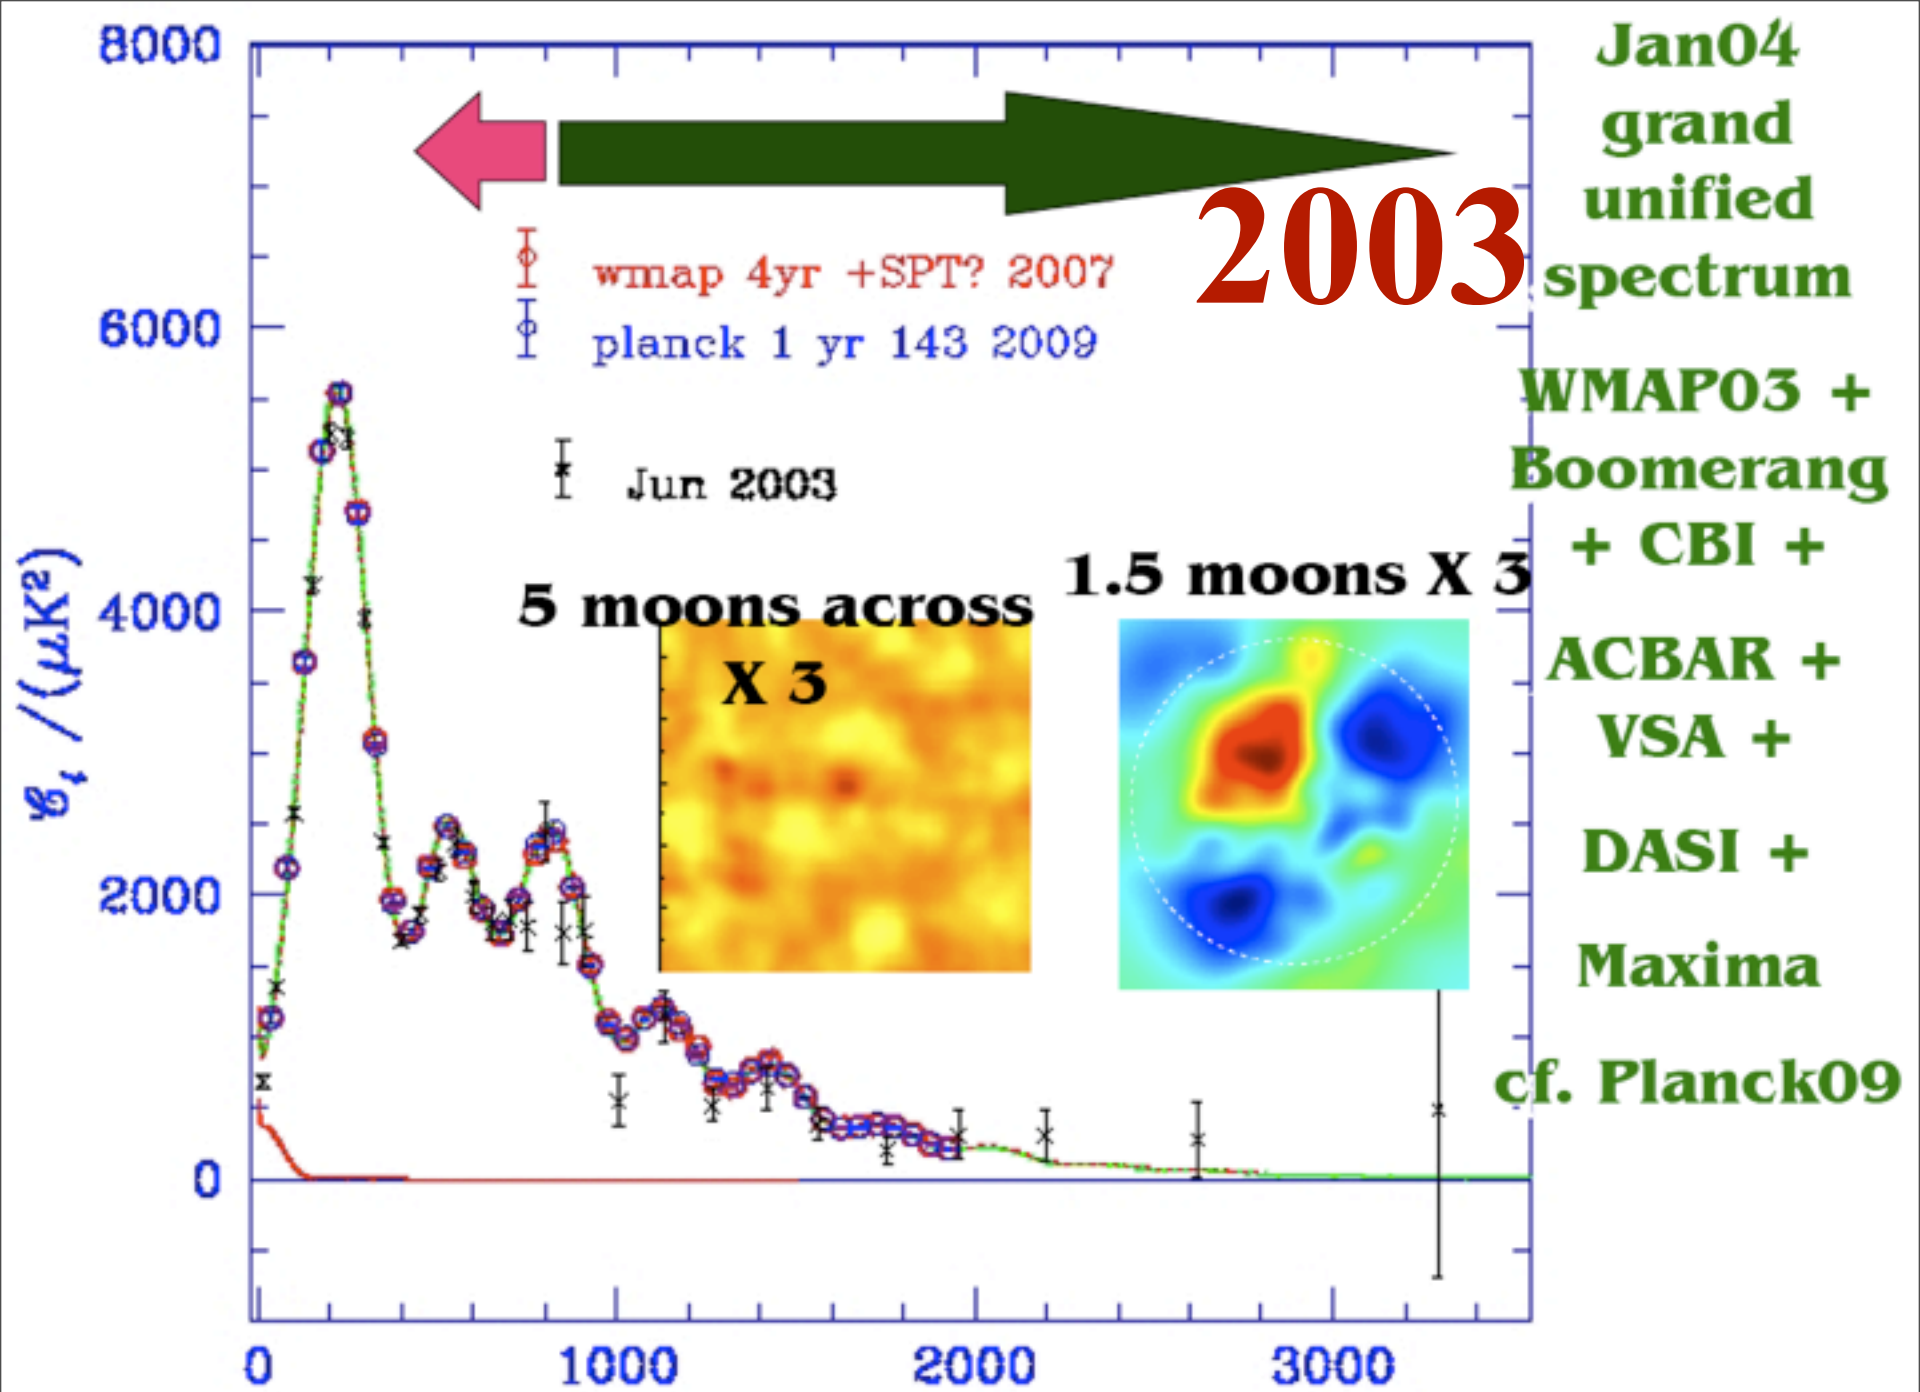 8000
6000
4000
2000
0
𝒞ℓ /(μK²)
0
1000
2000
3000
2003
wmap 4yr +SPT? 2007
planck 1 yr 143 2009
Jun 2003
5 moons across
X 3
1.5 moons X 3
Jan04
grand
unified
spectrum
WMAP03 +
Boomerang
+ CBI +
ACBAR +
VSA +
DASI +
Maxima
cf. Planck09